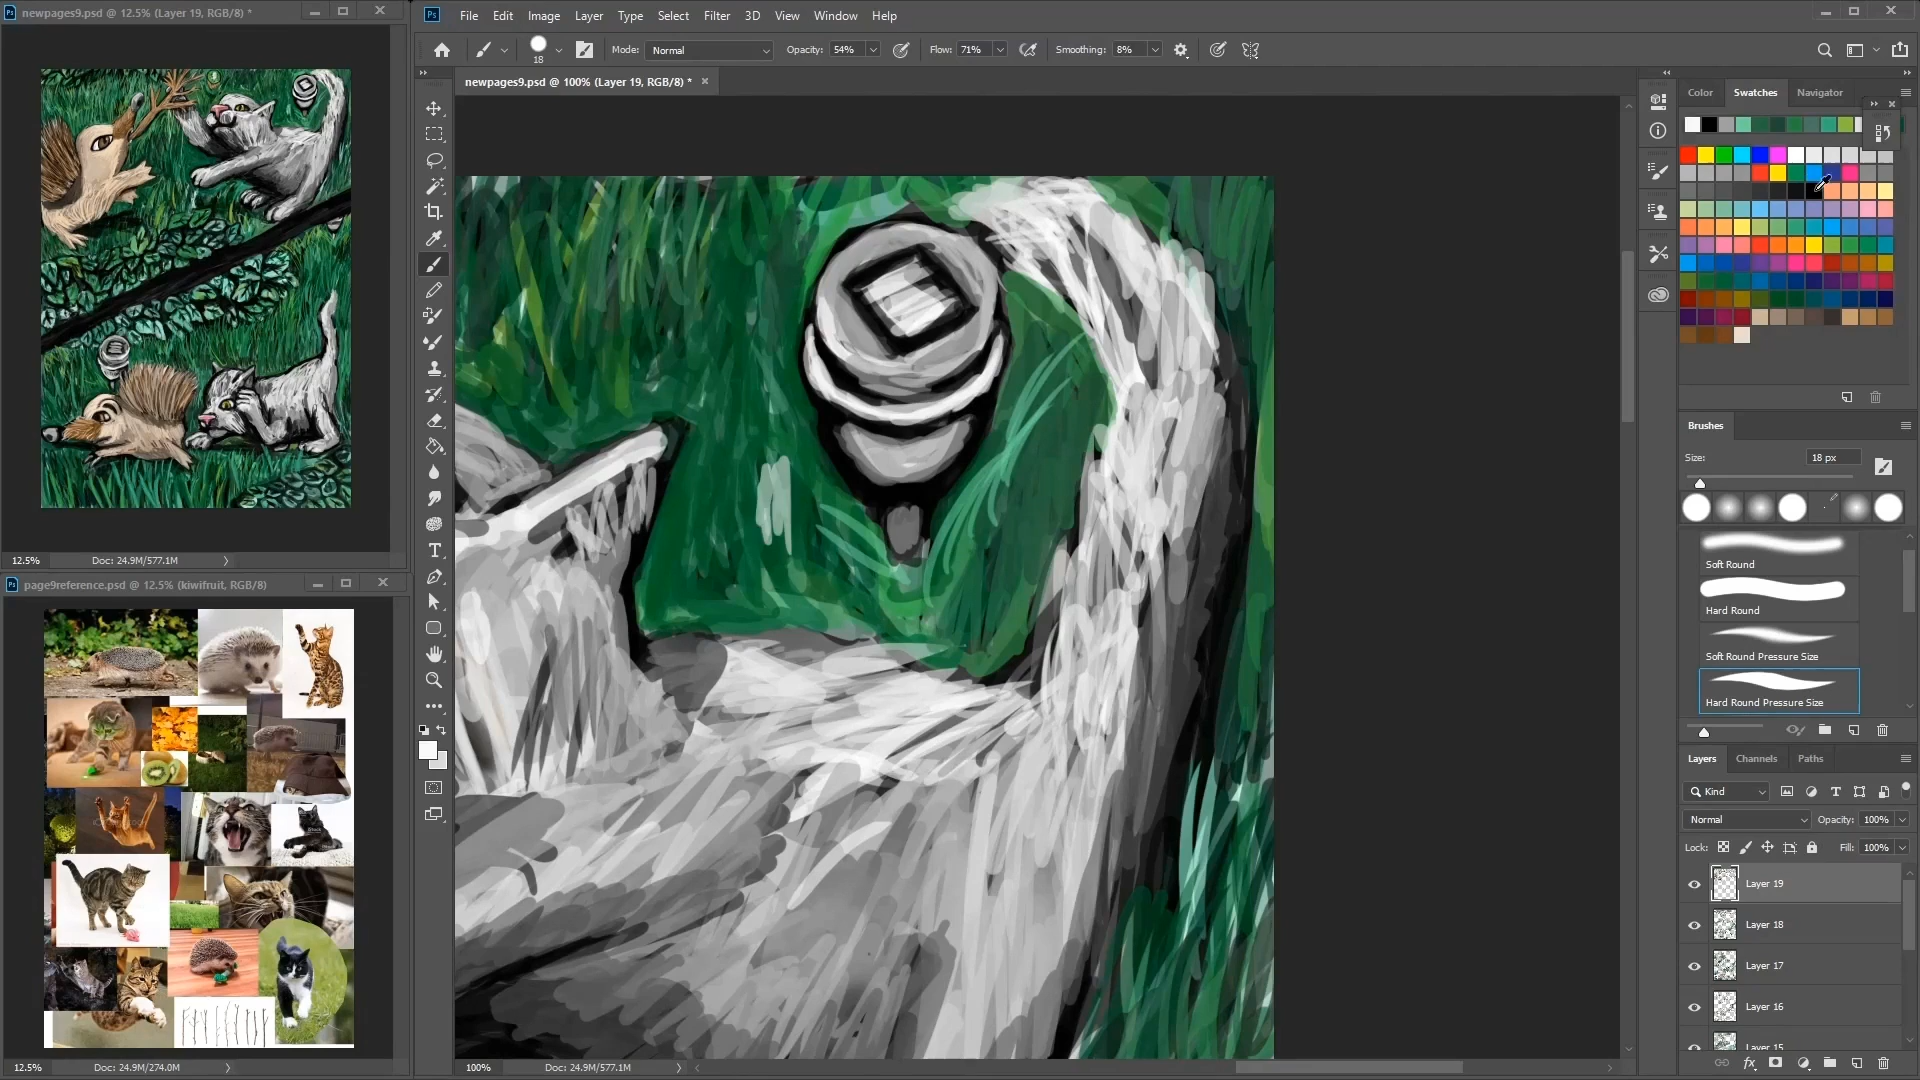 newpages9.psd @ 12.5% (Layer 19, RGB/8) *
File Edit Image Layer Type Select Filter 3D View Window Help
18 Mode: Normal Opacity: 54% Flow: 71% Smoothing: 8%
newpages9.psd @ 100% (Layer 19, RGB/8) *
Color Swatches Navigator
Brushes
Size: 18 px
Soft Round
Hard Round
Soft Round Pressure Size
Hard Round Pressure Size
12.5% Doc: 24.9M/577.1M
page9reference.psd @ 12.5% (kiwifruit, RGB/8)
Layers Channels Paths
Kind
Normal Opacity: 100%
Lock: Fill: 100%
Layer 19
Layer 18
Layer 17
Layer 16
Layer 15
12.5% Doc: 24.9M/274.0M
100% Doc: 24.9M/577.1M